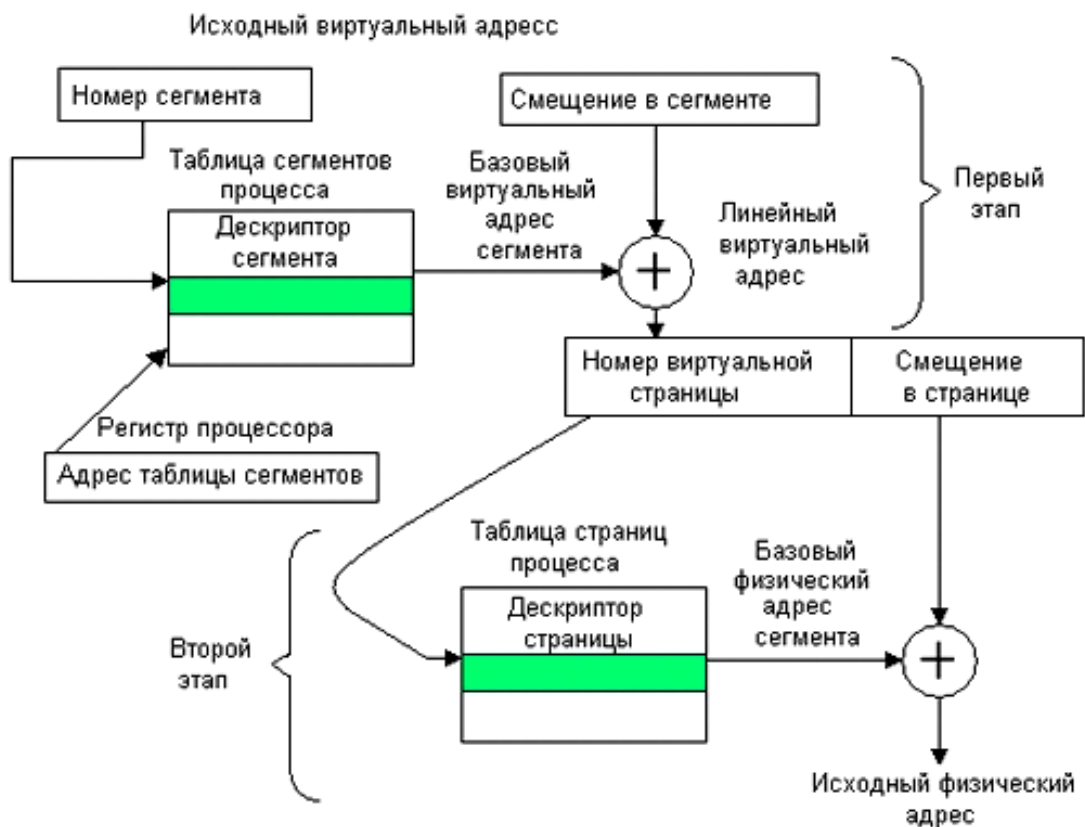 Исходный виртуальный адресс
Номер сегмента
Смещение в сегменте
Таблица сегментов
процесса
Базовый
виртуальный
адрес
сегмента
Первый
этап
Дескриптор
сегмента
Линейный
виртуальный
адрес
Номер виртуальной
страницы
Смещение
в странице
Регистр процессора
Адрес таблицы сегментов
Таблица страниц
процесса
Базовый
физический
адрес
сегмента
Дескриптор
страницы
Второй
этап
Исходный физический
адрес